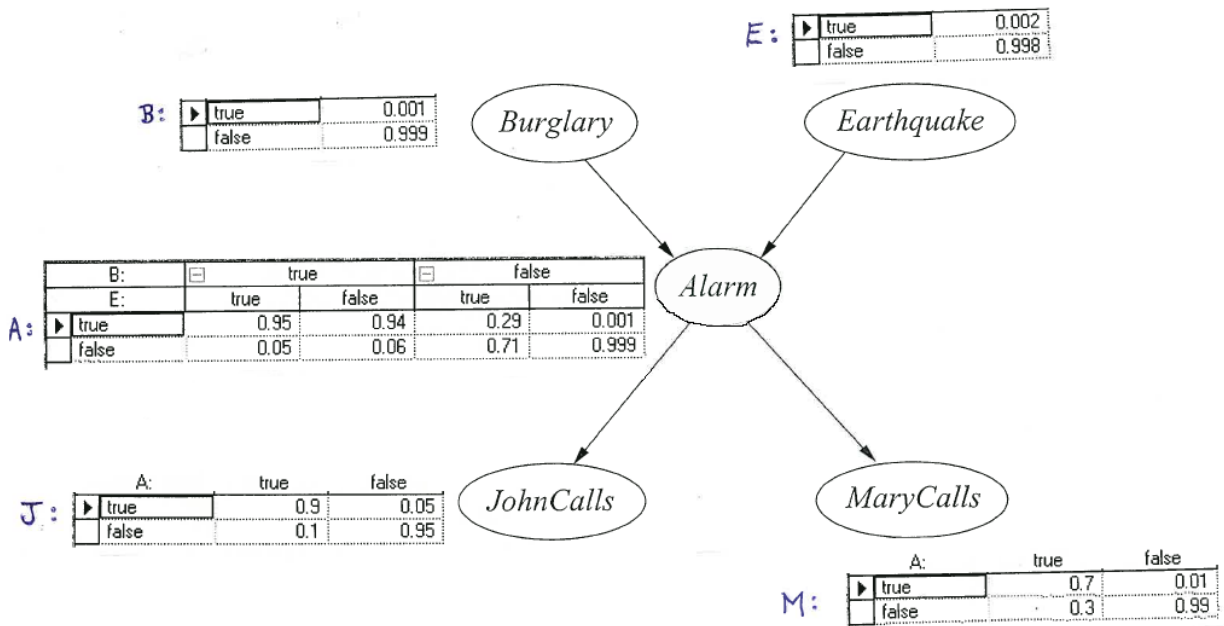 E: true 0.002
false 0.998
B: true 0.001
false 0.999
Burglary
Earthquake
B: true false
E: true false true false
A: true 0.95 0.94 0.29 0.001
false 0.05 0.06 0.71 0.999
Alarm
A: true false
J: true 0.9 0.05
false 0.1 0.95
JohnCalls
MaryCalls
A: true false
M: true 0.7 0.01
false 0.3 0.99